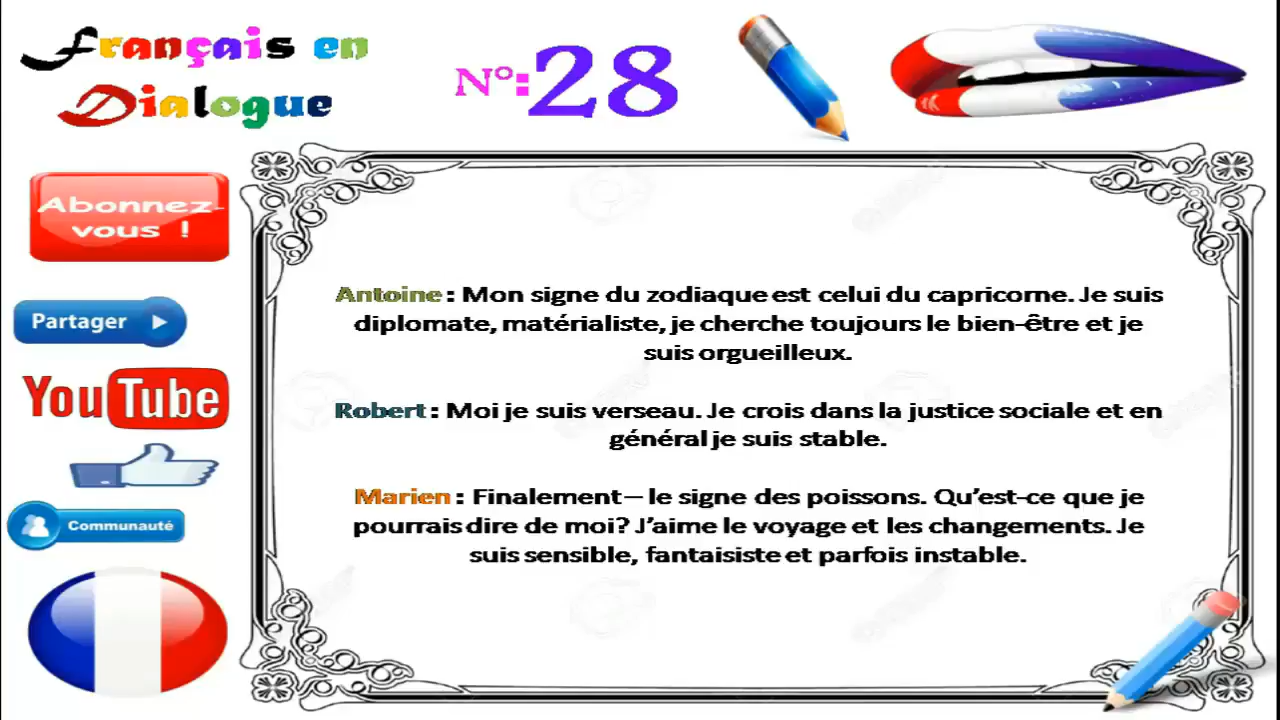 Français en
Dialogue
N°:28
Abonnez-
vous !
Partager
YouTube
Communauté
Antoine : Mon signe du zodiaque est celui du capricorne. Je suis
diplomate, matérialiste, je cherche toujours le bien-être et je
suis orgueilleux.
Robert : Moi je suis verseau. Je crois dans la justice sociale et en
général je suis stable.
Marien : Finalement – le signe des poissons. Qu’est-ce que je
pourrais dire de moi? J’aime le voyage et les changements. Je
suis sensible, fantaisiste et parfois instable.